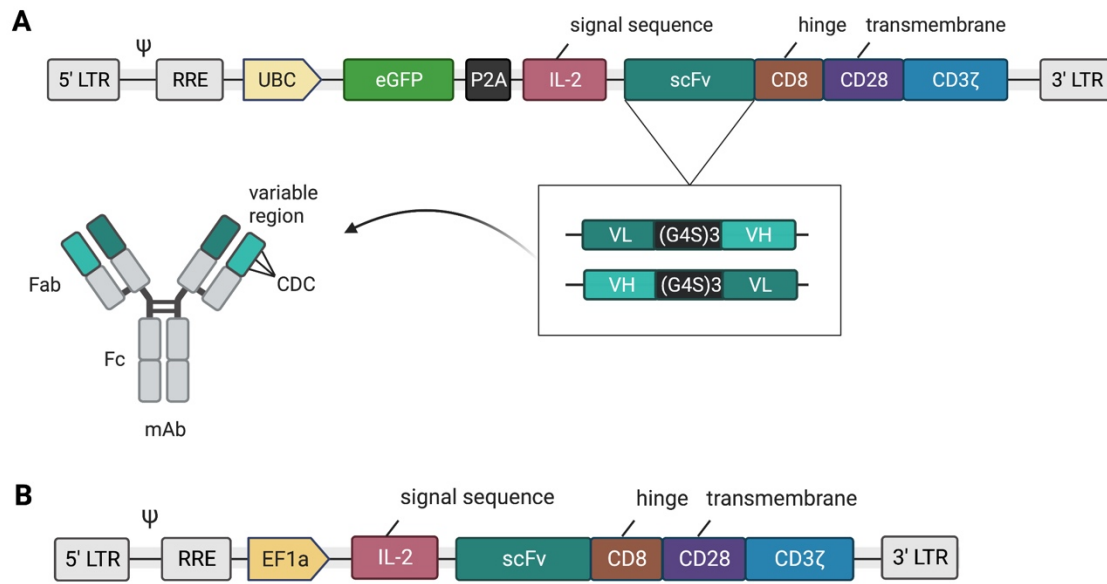 A
signal sequence
hinge
transmembrane
Ψ
5' LTR RRE UBC eGFP P2A IL-2 scFv CD8 CD28 CD3ζ 3' LTR
variable
region
Fab
CDC
Fc
mAb
VL (G4S)3 VH
VH (G4S)3 VL
B
signal sequence
hinge
transmembrane
Ψ
5' LTR RRE EF1a IL-2 scFv CD8 CD28 CD3ζ 3' LTR